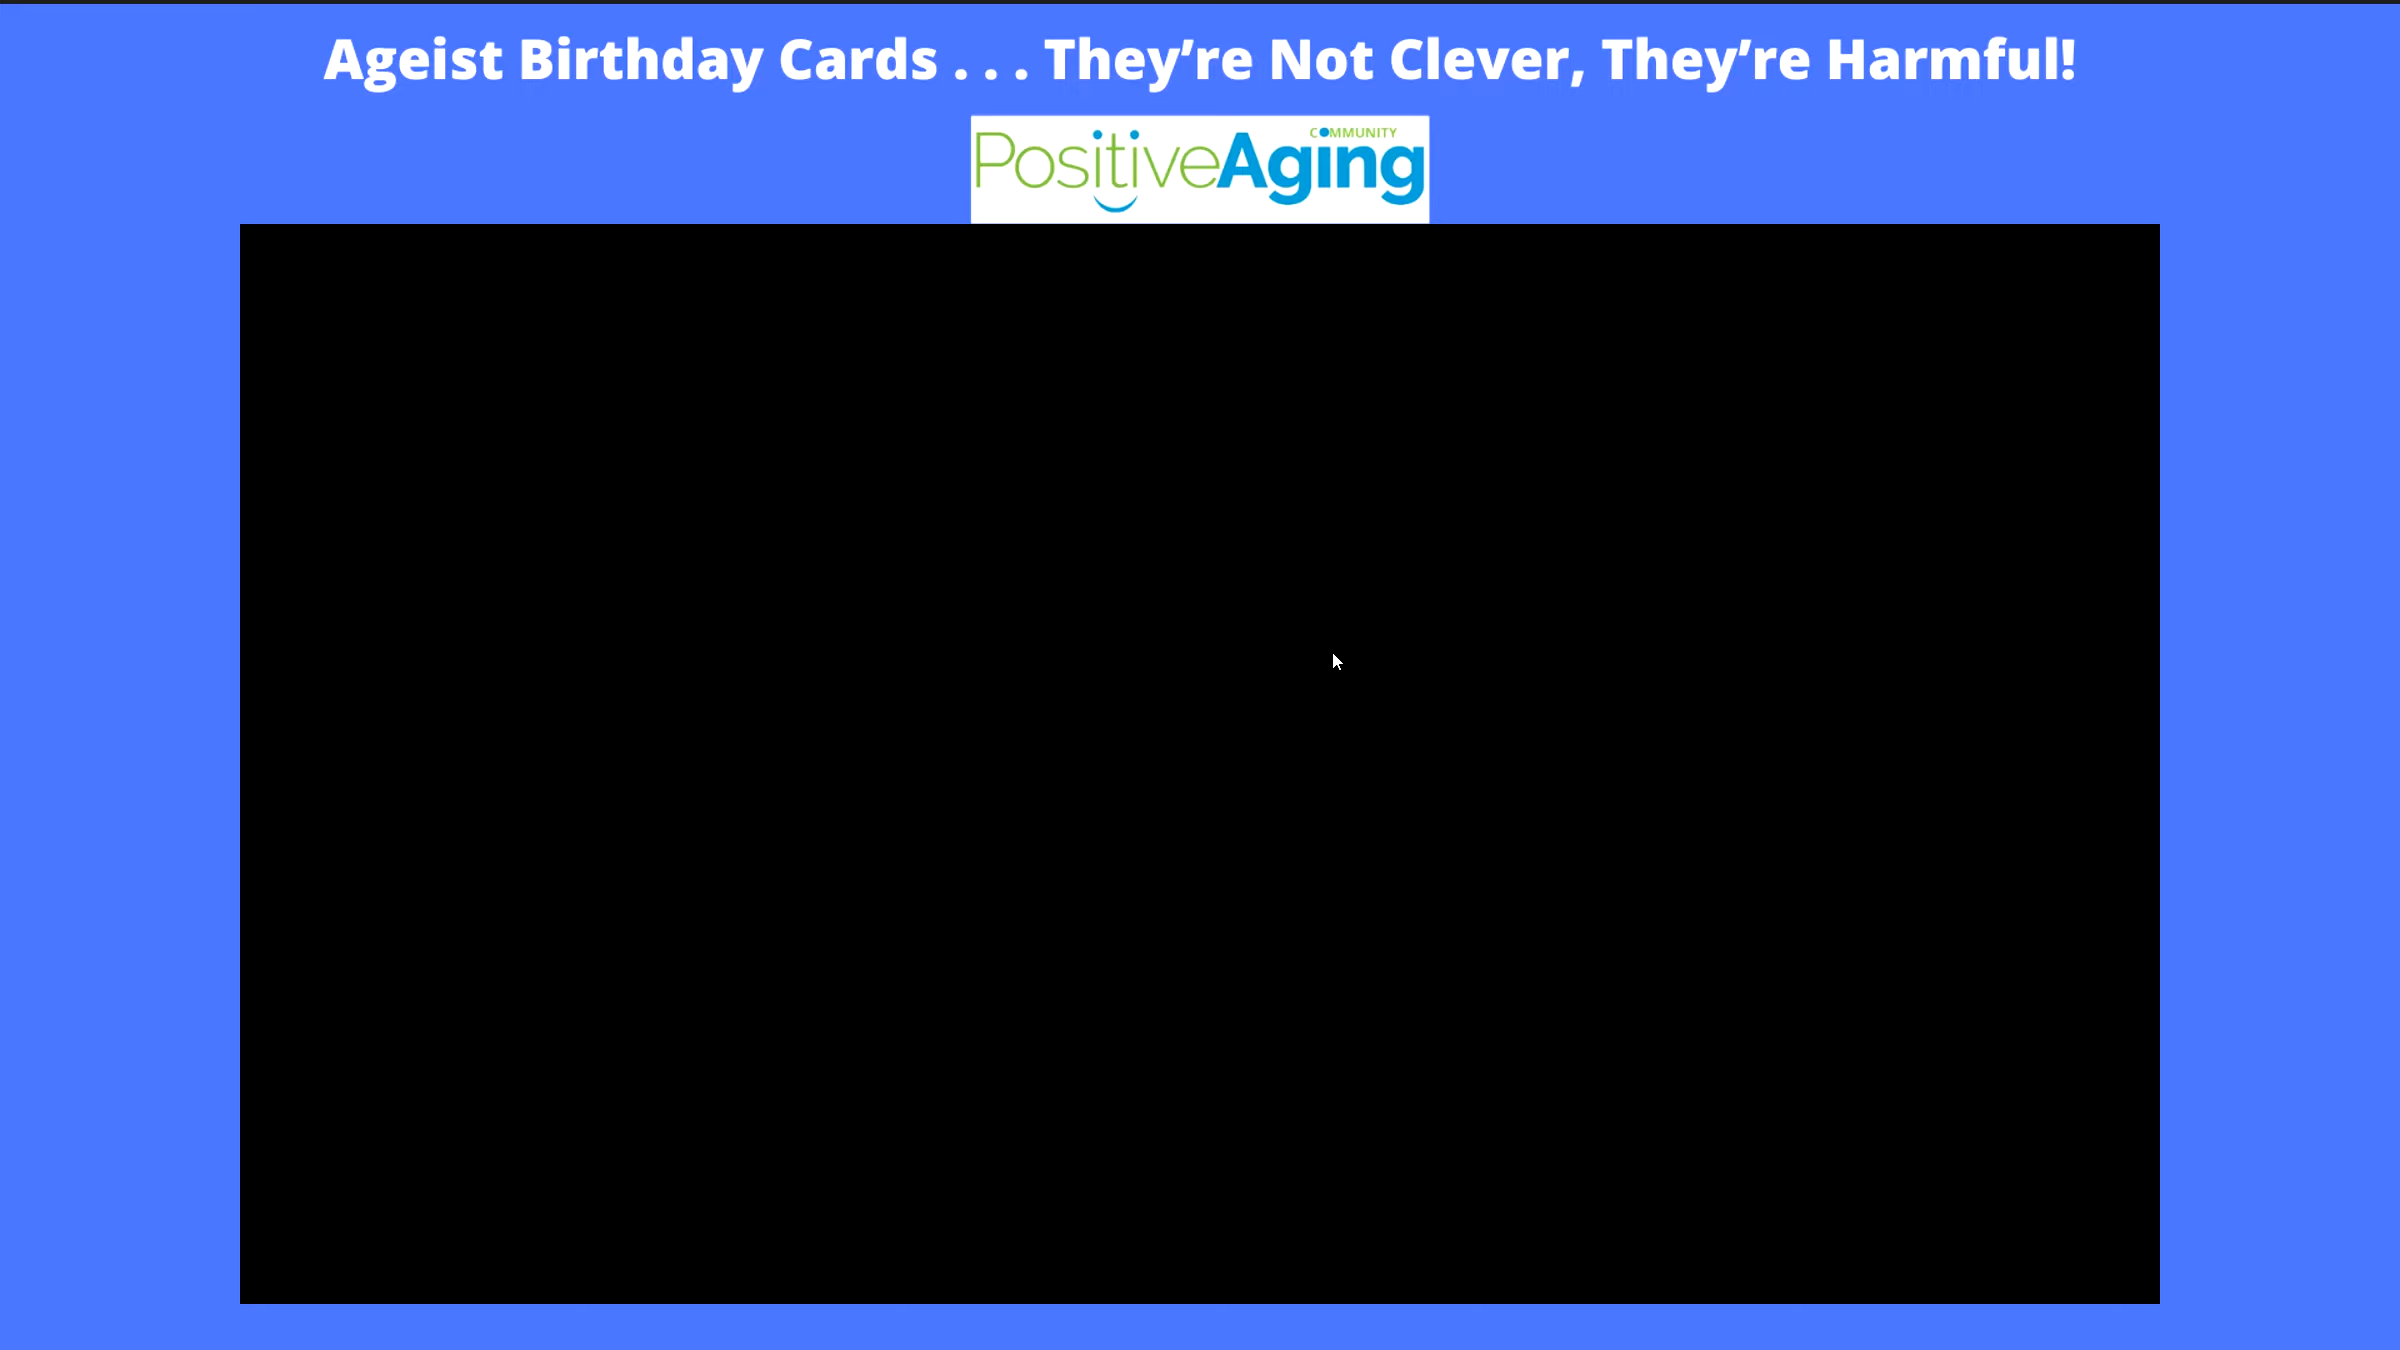 Ageist Birthday Cards . . . They’re Not Clever, They’re Harmful!
COMMUNITY
PositiveAging